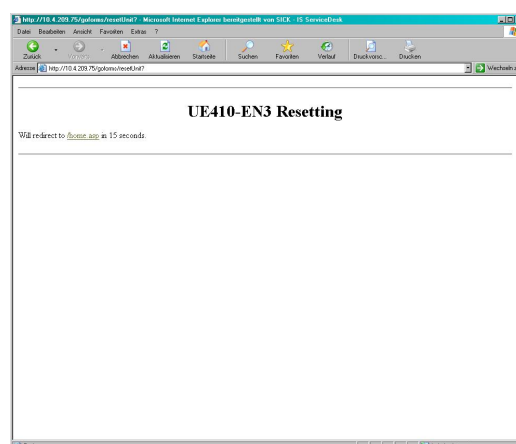 http://10.4.209.75/goforms/resetUnit? - Microsoft Internet Explorer bereitgestellt von SICK - IS ServiceDesk
Datei Bearbeiten Ansicht Favoriten Extras ?
Zurück Vorwärts Abbrechen Aktualisieren Startseite Suchen Favoriten Verlauf Druckvorsc... Drucken
Adresse http://10.4.209.75/goforms/resetUnit? Wechseln
UE410-EN3 Resetting
Will redirect to /home.asp in 15 seconds.